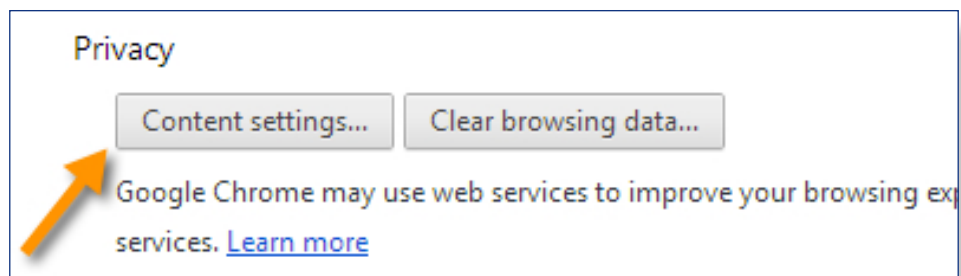 Privacy
Content settings... Clear browsing data...
Google Chrome may use web services to improve your browsing
services. Learn more